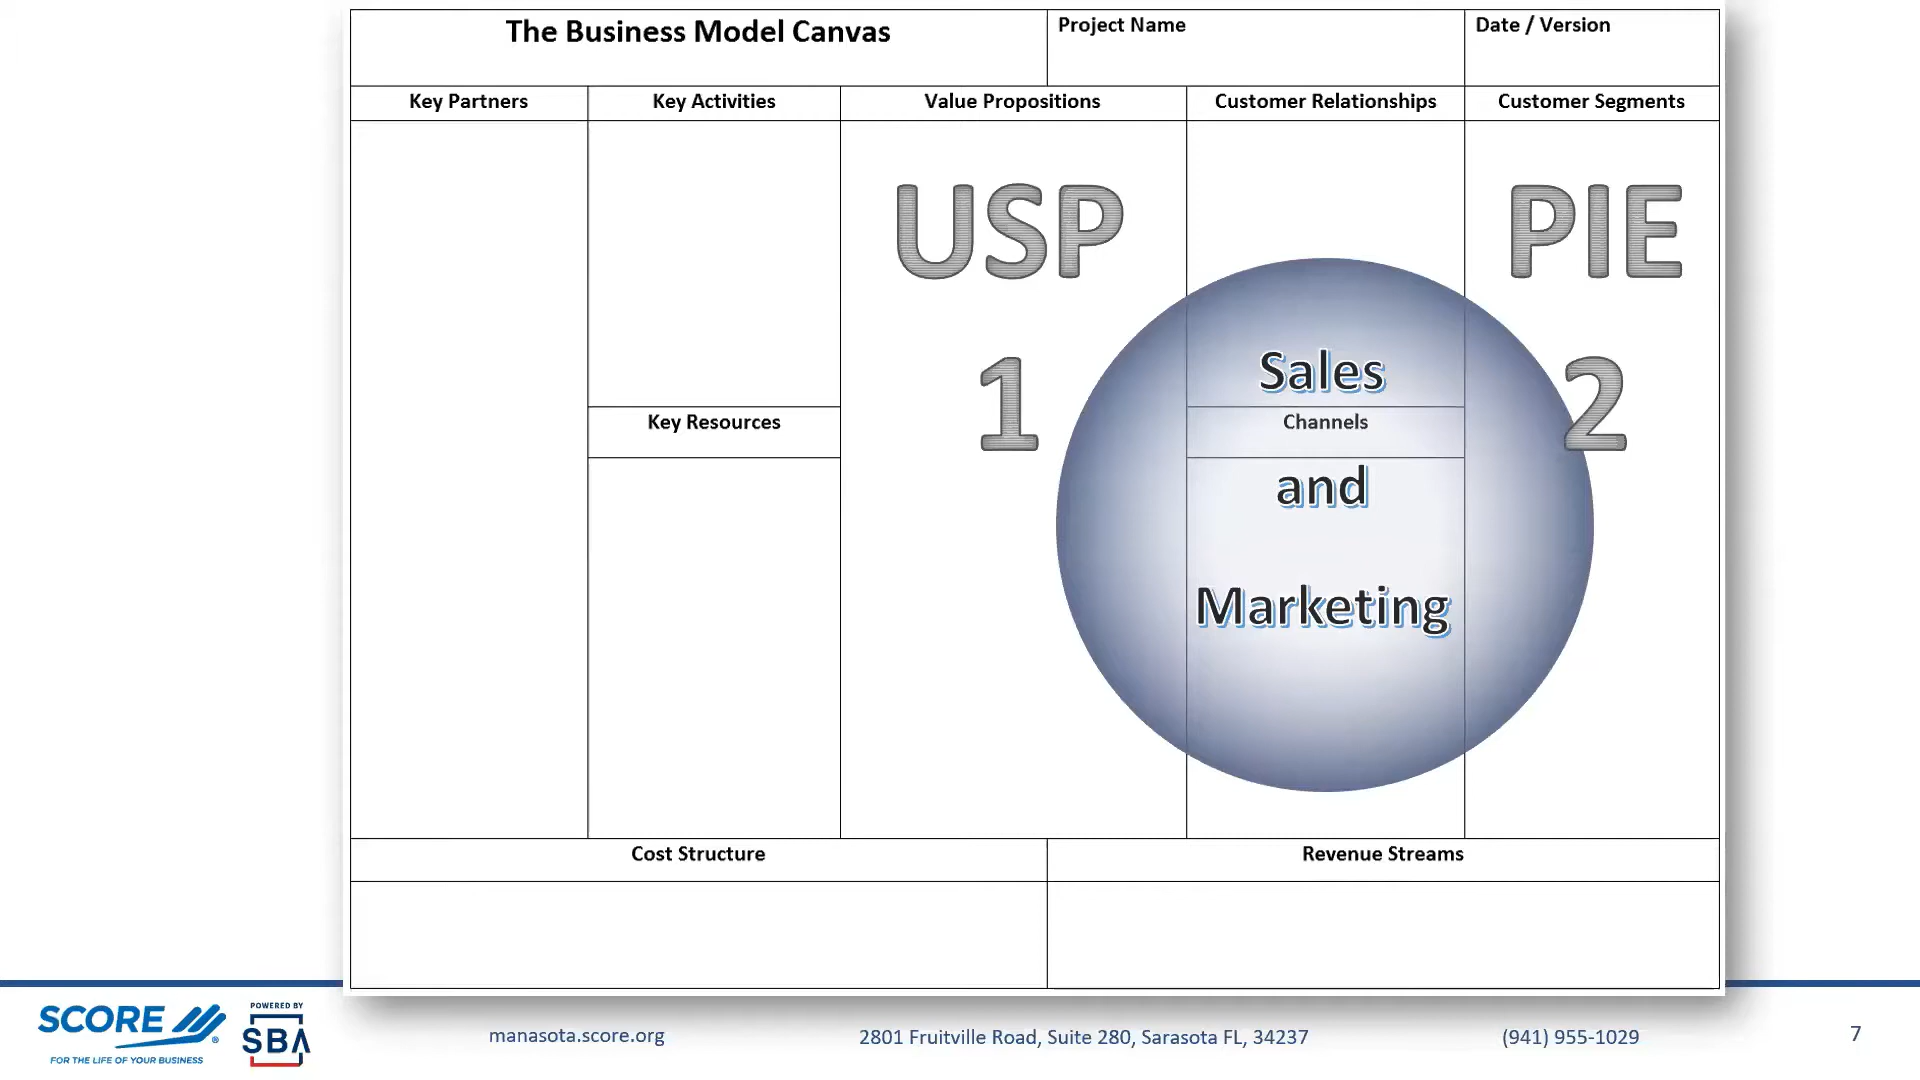 The Business Model Canvas
Project Name
Date / Version
Key Partners
Key Activities
Value Propositions
Customer Relationships
Customer Segments
USP
PIE
1
2
Sales
Key Resources
Channels
and
Marketing
Cost Structure
Revenue Streams
SCORE®
FOR THE LIFE OF YOUR BUSINESS
POWERED BY
SBA
manasota.score.org
2801 Fruitville Road, Suite 280, Sarasota FL, 34237
(941) 955-1029
7